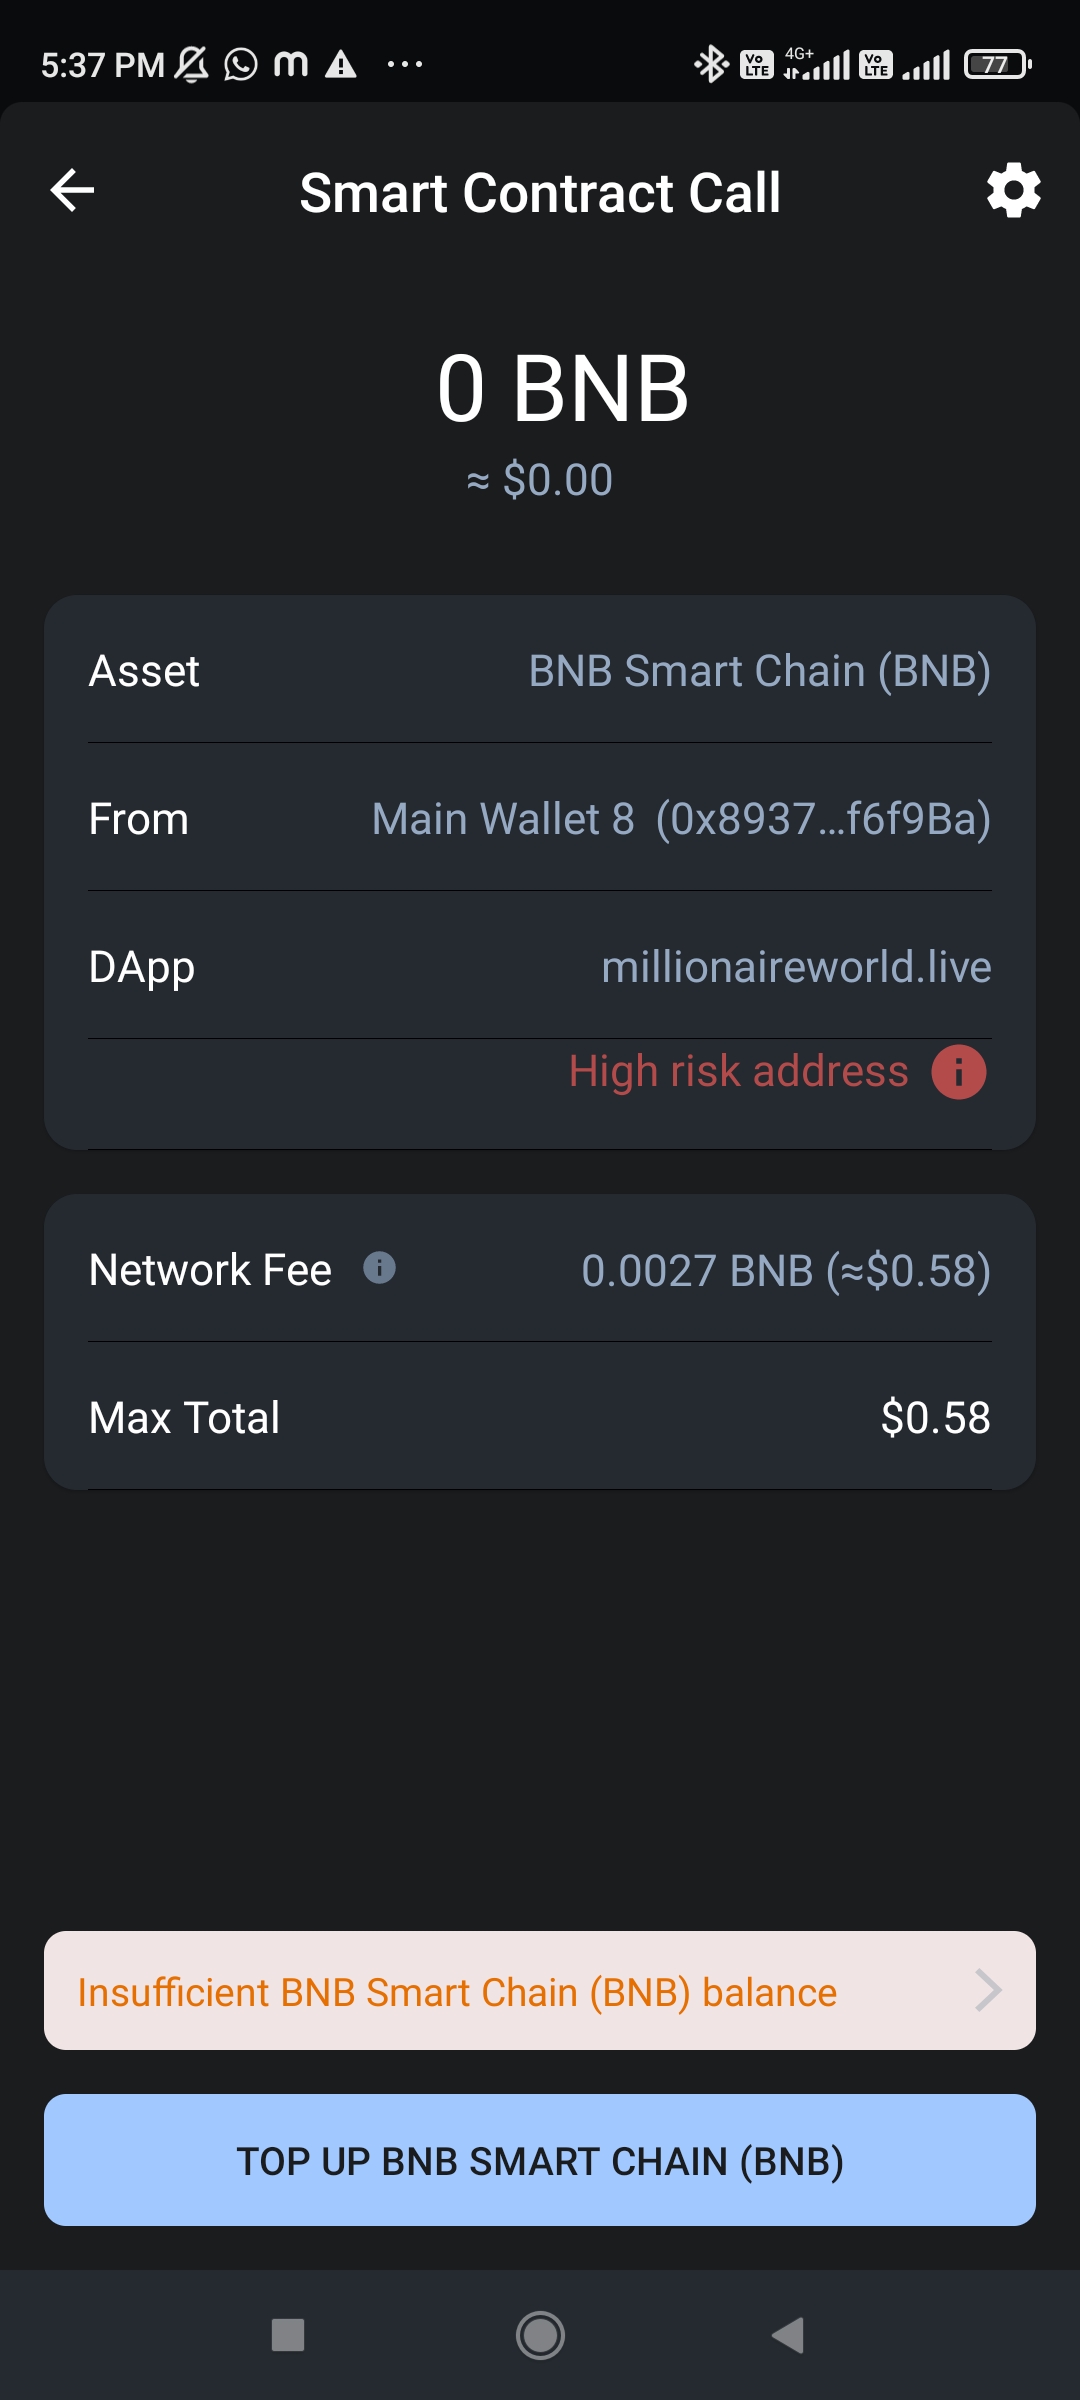 5:37 PM
4G+
Vo LTE
Vo LTE
77
Smart Contract Call
0 BNB
≈ $0.00
Asset BNB Smart Chain (BNB)
From Main Wallet 8 (0x8937...f6f9Ba)
DApp millionaireworld.live
High risk address
Network Fee 0.0027 BNB (≈$0.58)
Max Total $0.58
Insufficient BNB Smart Chain (BNB) balance
TOP UP BNB SMART CHAIN (BNB)